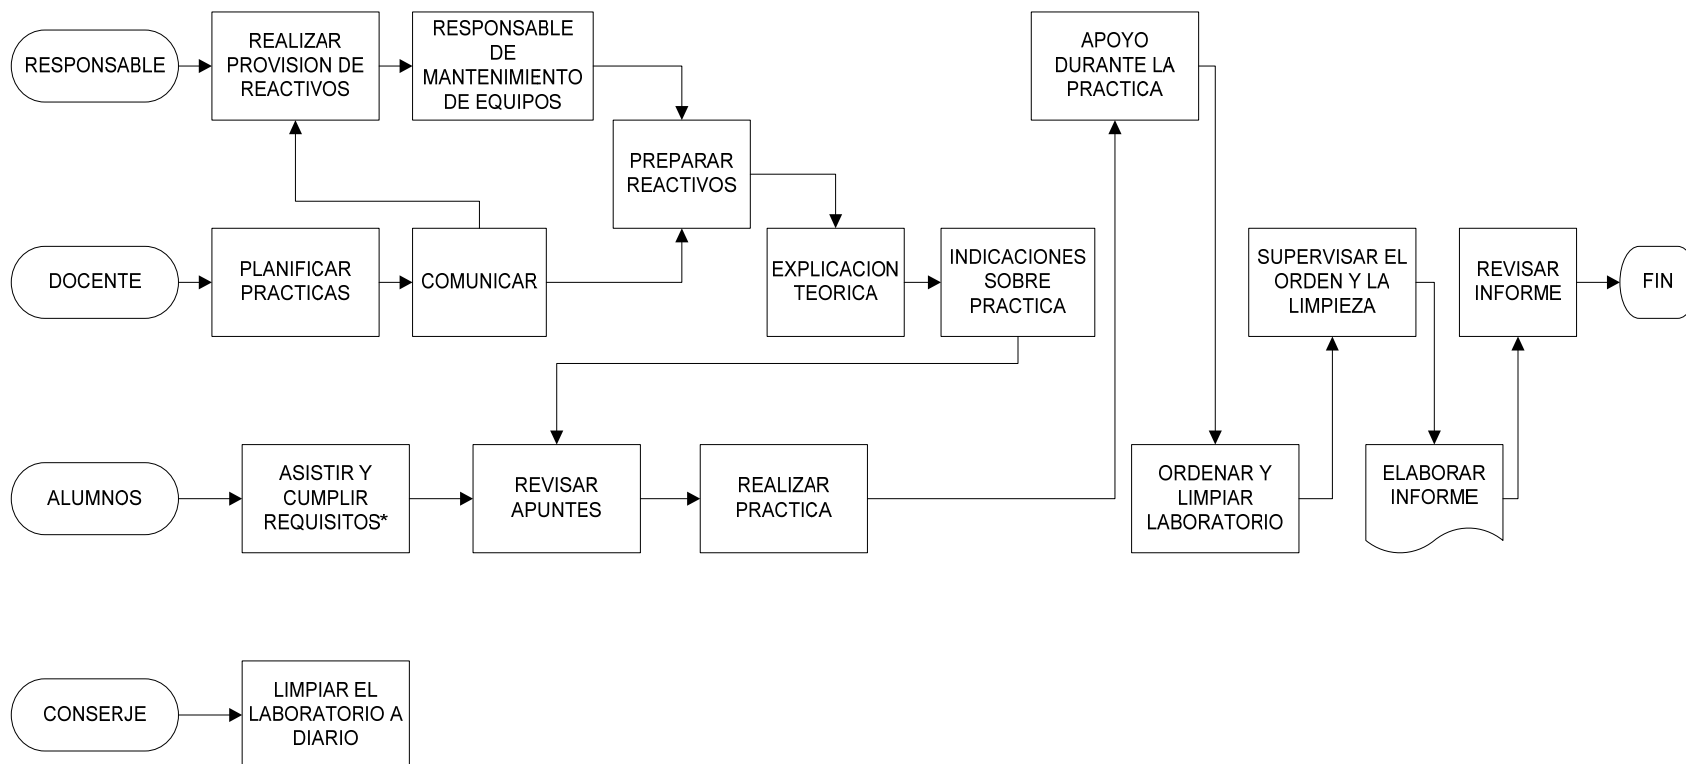 RESPONSABLE
REALIZAR
PROVISION DE
REACTIVOS
RESPONSABLE
DE
MANTENIMIENTO
DE EQUIPOS
APOYO
DURANTE LA
PRACTICA
PREPARAR
REACTIVOS
DOCENTE
PLANIFICAR
PRACTICAS
COMUNICAR
EXPLICACION
TEORICA
INDICACIONES
SOBRE
PRACTICA
SUPERVISAR EL
ORDEN Y LA
LIMPIEZA
REVISAR
INFORME
FIN
ALUMNOS
ASISTIR Y
CUMPLIR
REQUISITOS*
REVISAR
APUNTES
REALIZAR
PRACTICA
ORDENAR Y
LIMPIAR
LABORATORIO
ELABORAR
INFORME
CONSERJE
LIMPIAR EL
LABORATORIO A
DIARIO